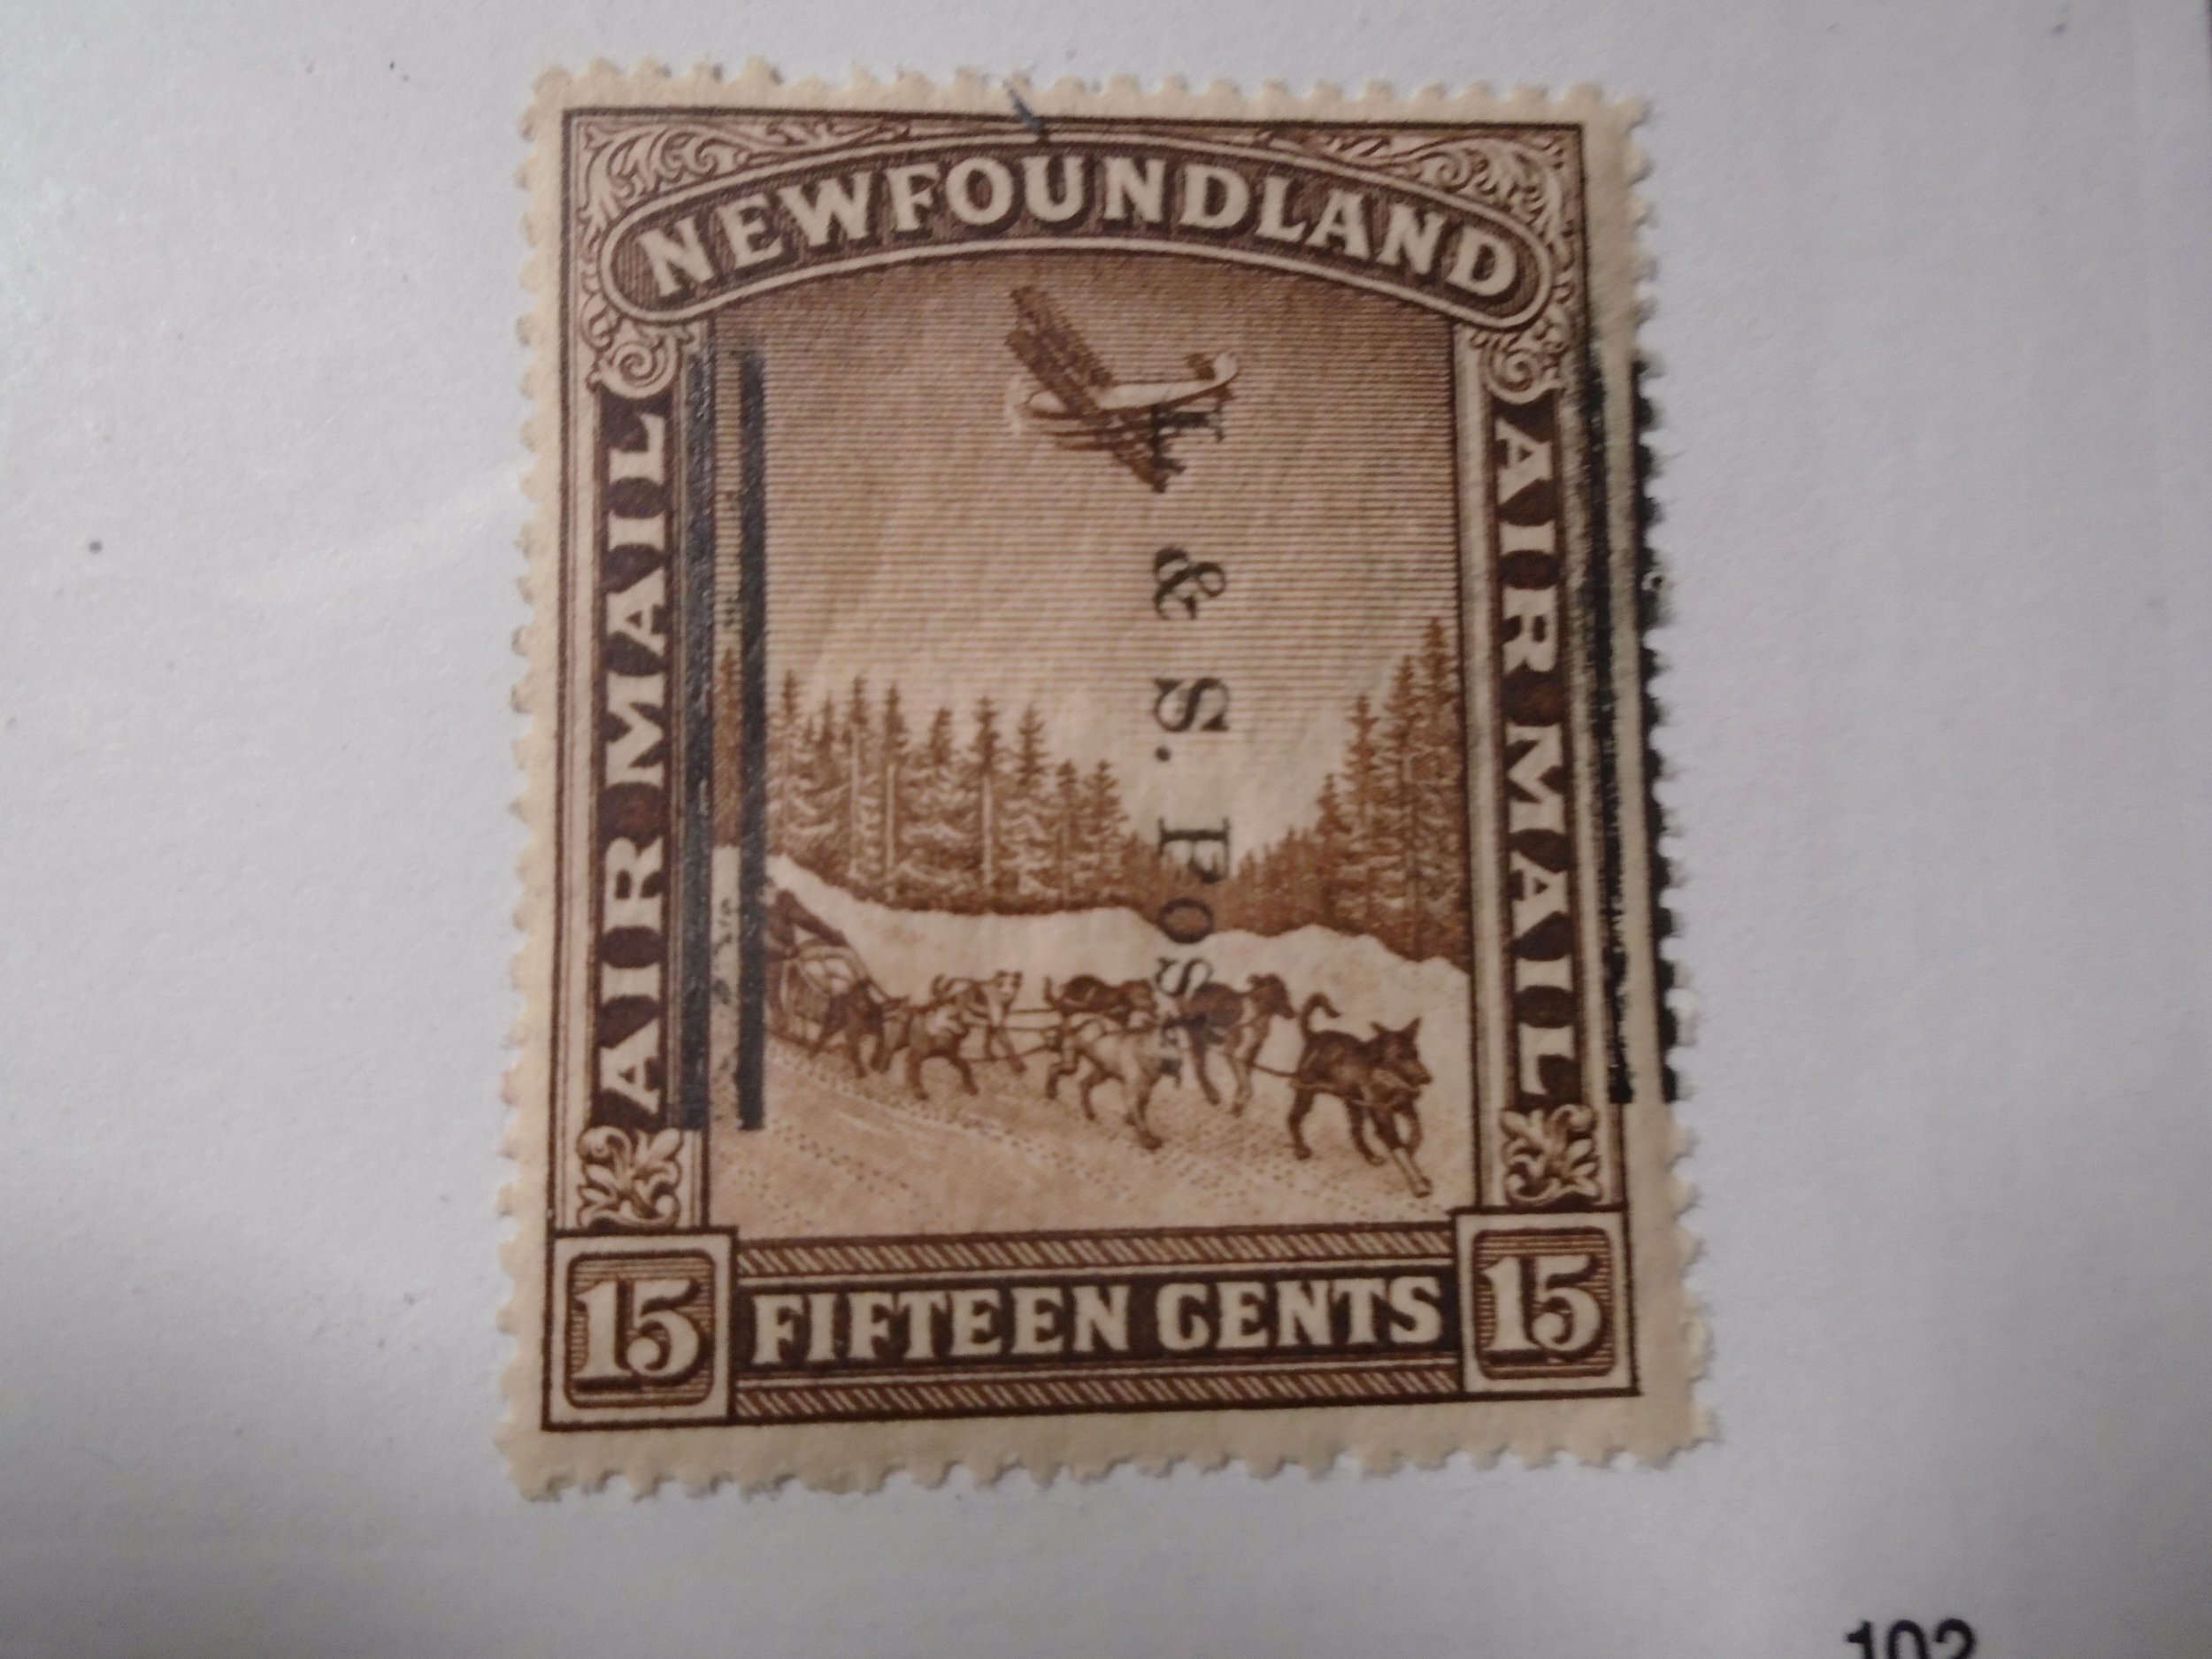 NEWFOUNDLAND
AIR MAIL
L. & S. Post.
AIR MAIL
15 FIFTEEN CENTS 15
102